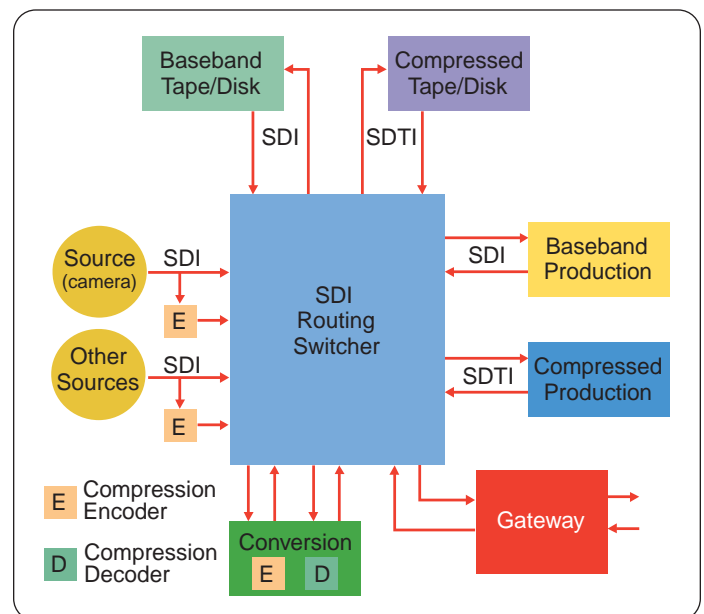 Baseband
Tape/Disk
Compressed
Tape/Disk
SDI
SDTI
Source
(camera)
SDI
E
Other
Sources
SDI
E
SDI
Routing
Switcher
SDI
Baseband
Production
SDTI
Compressed
Production
E
Compression
Encoder
D
Compression
Decoder
Conversion
E
D
Gateway